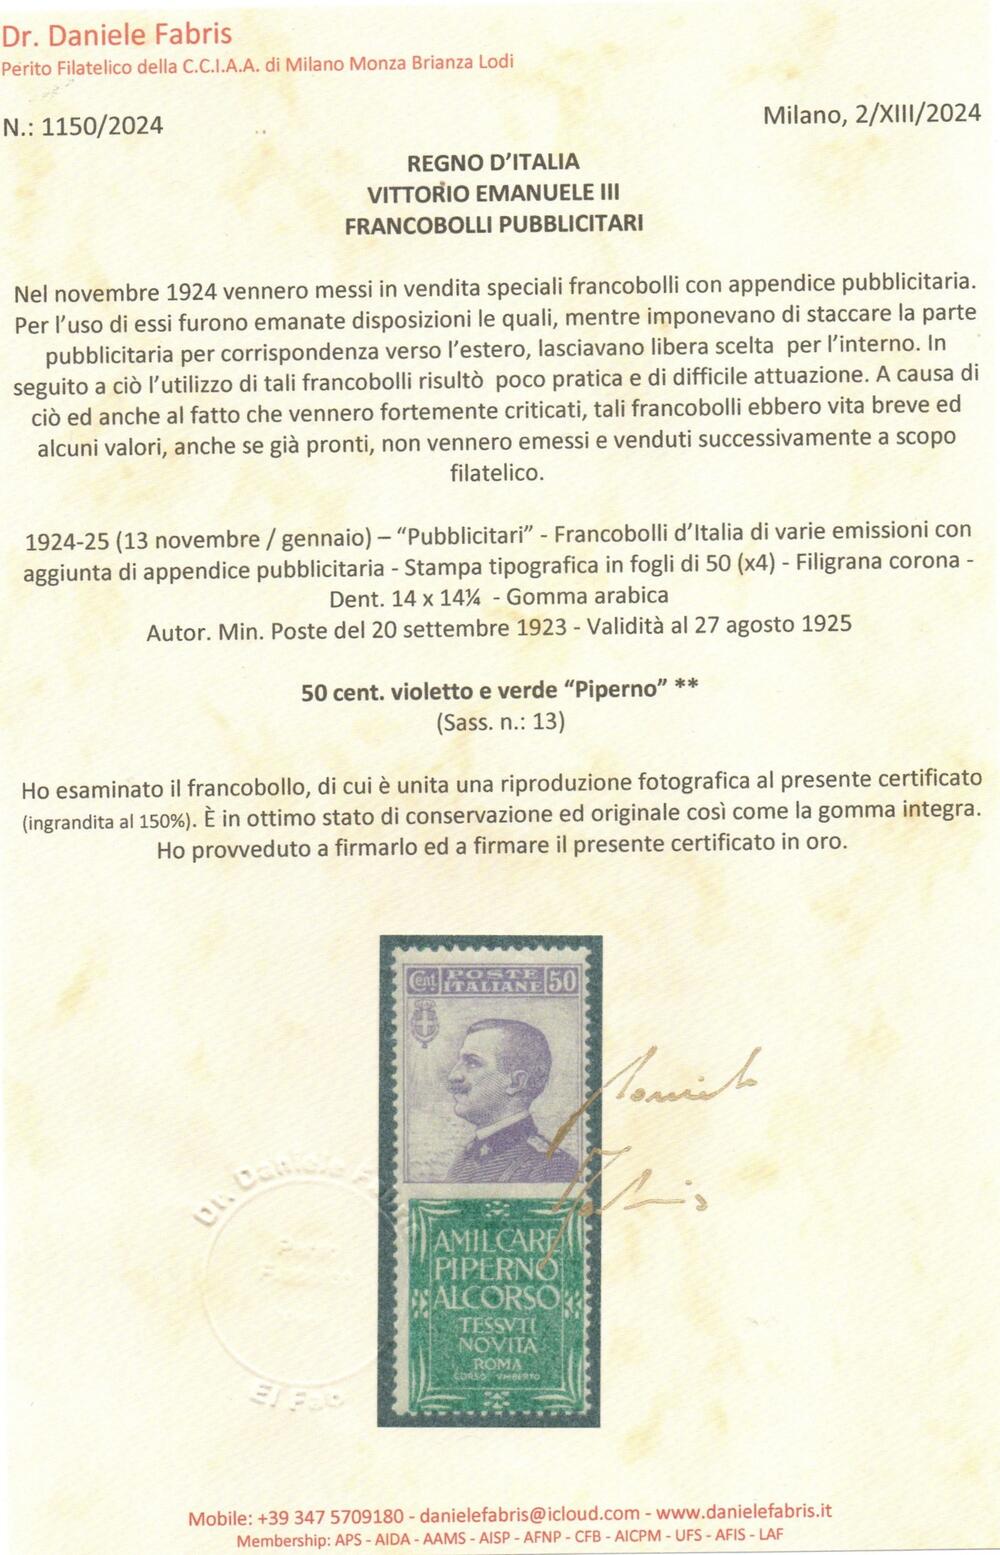 Dr. Daniele Fabris
Perito Filatelico della C.C.I.A.A. di Milano Monza Brianza Lodi
N.: 1150/2024
Milano, 2/XIII/2024
REGNO D'ITALIA
VITTORIO EMANUELE III
FRANCOBOLLI PUBBLICITARI
Nel novembre 1924 vennero messi in vendita speciali francobolli con appendice pubblicitaria.
Per l'uso di essi furono emanate disposizioni le quali, mentre imponevano di staccare la parte
pubblicitaria per corrispondenza verso l'estero, lasciavano libera scelta per l'interno. In
seguito a ciò l'utilizzo di tali francobolli risultò poco pratica e di difficile attuazione. A causa di
ciò ed anche al fatto che vennero fortemente criticati, tali francobolli ebbero vita breve ed
alcuni valori, anche se già pronti, non vennero emessi e venduti successivamente a scopo
filatelico.
1924-25 (13 novembre / gennaio) – “Pubblicitari” - Francobolli d'Italia di varie emissioni con
aggiunta di appendice pubblicitaria - Stampa tipografica in fogli di 50 (x4) - Filigrana corona -
Dent. 14 x 14¼ - Gomma arabica
Autor. Min. Poste del 20 settembre 1923 - Validità al 27 agosto 1925
50 cent. violetto e verde “Piperno” **
(Sass. n.: 13)
Ho esaminato il francobollo, di cui è unita una riproduzione fotografica al presente certificato
(ingrandita al 150%). È in ottimo stato di conservazione ed originale così come la gomma integra.
Ho provveduto a firmarlo ed a firmare il presente certificato in oro.
Cent. POSTE ITALIANE 50
Daniele
Fabris
Dr. Daniele Fa
El Fab
AMILCARE
PIPERNO
ALCORSO
TESSVTI
NOVITA
ROMA
CORSO VMBERTO
Mobile: +39 347 5709180 - danielefabris@icloud.com - www.danielefabris.it
Membership: APS - AIDA - AAMS - AISP - AFNP - CFB - AICPM - UFS - AFIS - LAF